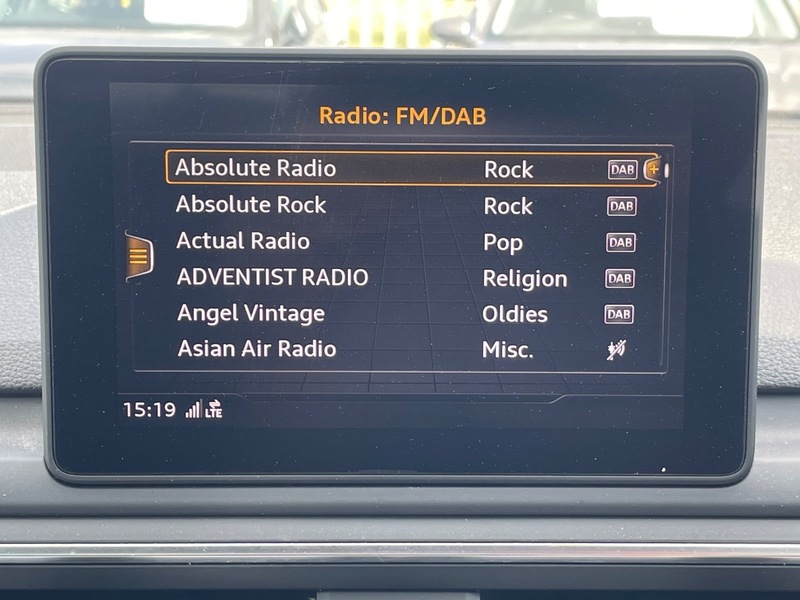 Radio: FM/DAB
Absolute Radio Rock DAB
Absolute Rock Rock DAB
Actual Radio Pop DAB
ADVENTIST RADIO Religion DAB
Angel Vintage Oldies DAB
Asian Air Radio Misc.
15:19 LTE